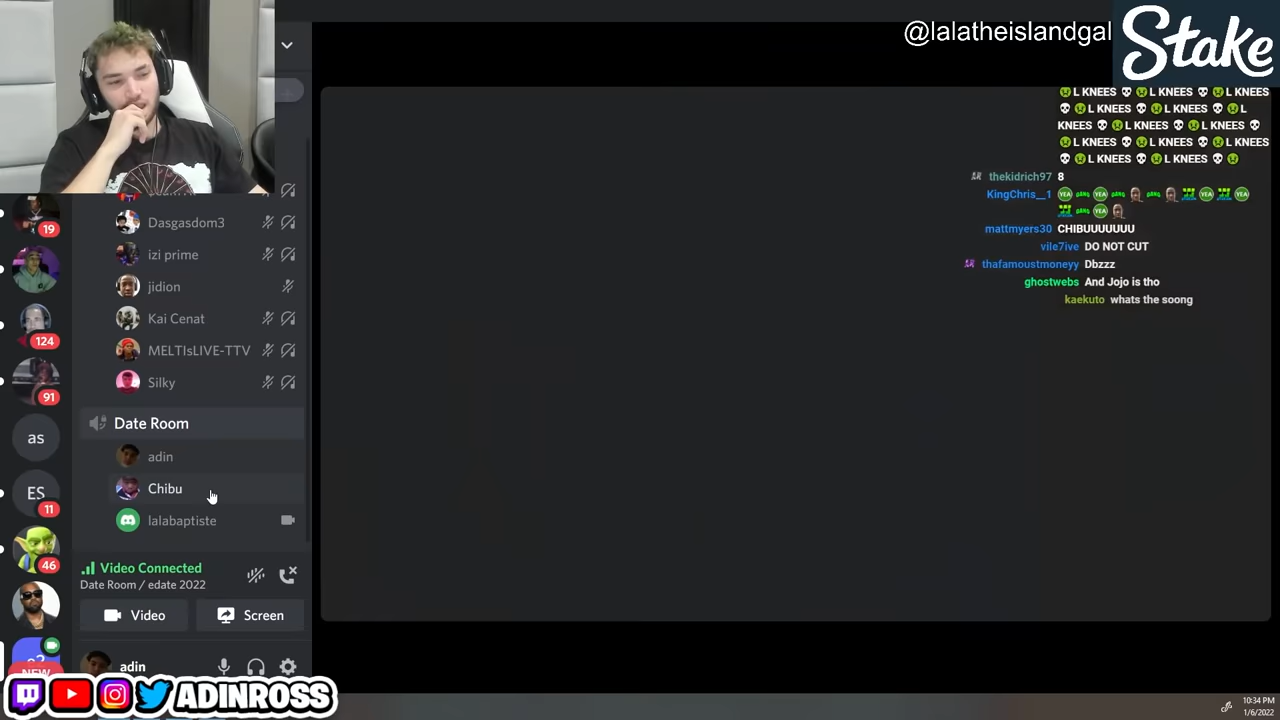 @lalatheislandgal
Stake
L KNEES L KNEES L KNEES
L KNEES L KNEES L
KNEES L KNEES L KNEES
L KNEES L KNEES L KNEES
L KNEES L KNEES
thekidrich97 8
KingChris__1
mattmyers30 CHIBUUUUUUU
vile7ive DO NOT CUT
thafamoustmoneyy Dbzzz
ghostwebs And Jojo is tho
kaekuto whats the soong
19
124
91
as
ES
11
46
NEW
Dasgasdom3
izi prime
jidion
Kai Cenat
MELTIsLIVE-TTV
Silky
Date Room
adin
Chibu
lalabaptiste
Video Connected
Date Room / edate 2022
Video Screen
adin
ADINROSS
10:34 PM
1/6/2022